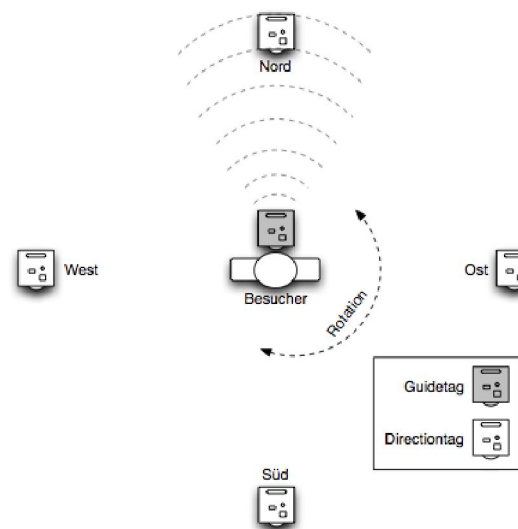 Nord
West
Ost
Besucher
Rotation
Guidetag
Directiontag
Süd